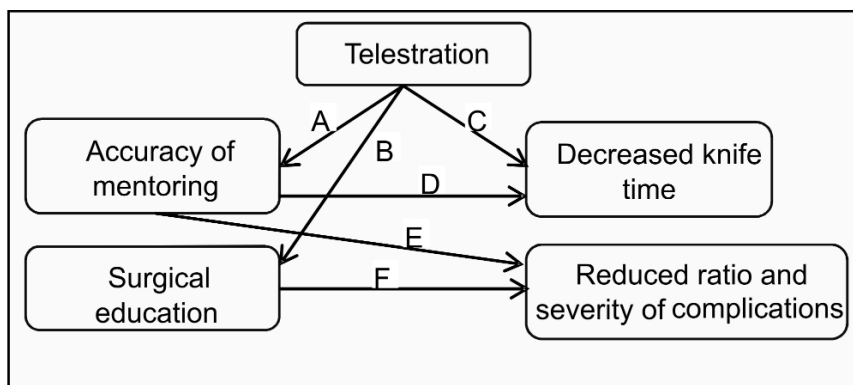 Telestration
A
C
B
Accuracy of
mentoring
Decreased knife
time
D
E
Surgical
education
F
Reduced ratio and
severity of complications